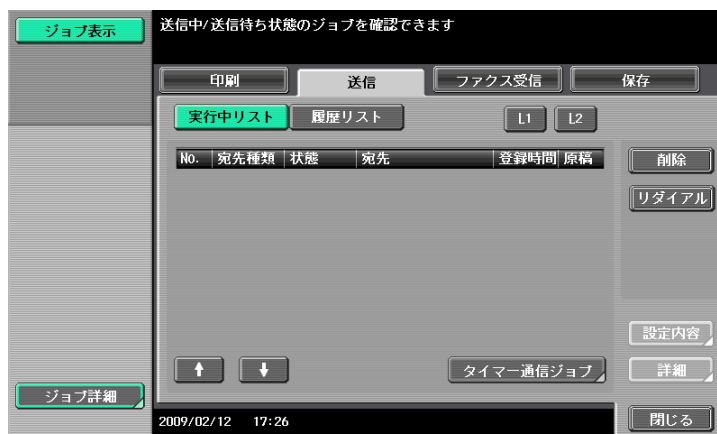 ジョブ表示
送信中/送信待ち状態のジョブを確認できます
印刷 送信 ファクス受信 保存
実行中リスト 履歴リスト L1 L2
No. 宛先種類 状態 宛先 登録時間 原稿
削除
リダイアル
設定内容
タイマー通信ジョブ 詳細
ジョブ詳細
2009/02/12 17:26 閉じる